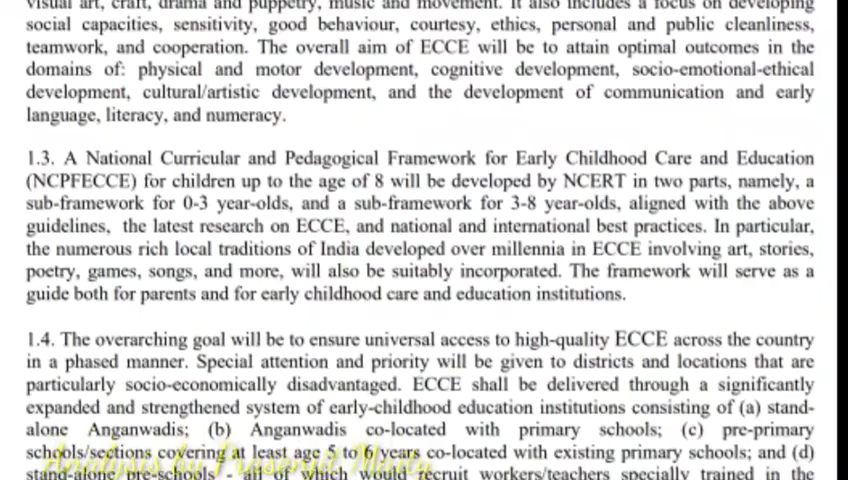 visual art, craft, drama and puppetry, music and movement. It also includes a focus on developing
social capacities, sensitivity, good behaviour, courtesy, ethics, personal and public cleanliness,
teamwork, and cooperation. The overall aim of ECCE will be to attain optimal outcomes in the
domains of: physical and motor development, cognitive development, socio-emotional-ethical
development, cultural/artistic development, and the development of communication and early
language, literacy, and numeracy.
1.3. A National Curricular and Pedagogical Framework for Early Childhood Care and Education
(NCPFECCE) for children up to the age of 8 will be developed by NCERT in two parts, namely, a
sub-framework for 0-3 year-olds, and a sub-framework for 3-8 year-olds, aligned with the above
guidelines, the latest research on ECCE, and national and international best practices. In particular,
the numerous rich local traditions of India developed over millennia in ECCE involving art, stories,
poetry, games, songs, and more, will also be suitably incorporated. The framework will serve as a
guide both for parents and for early childhood care and education institutions.
1.4. The overarching goal will be to ensure universal access to high-quality ECCE across the country
in a phased manner. Special attention and priority will be given to districts and locations that are
particularly socio-economically disadvantaged. ECCE shall be delivered through a significantly
expanded and strengthened system of early-childhood education institutions consisting of (a) stand-
alone Anganwadis; (b) Anganwadis co-located with primary schools; (c) pre-primary
schools/sections covering at least age 5 to 6 years co-located with existing primary schools; and (d)
stand-alone pre-schools - all of which would recruit workers/teachers specially trained in the
Analysis by Prasenjit